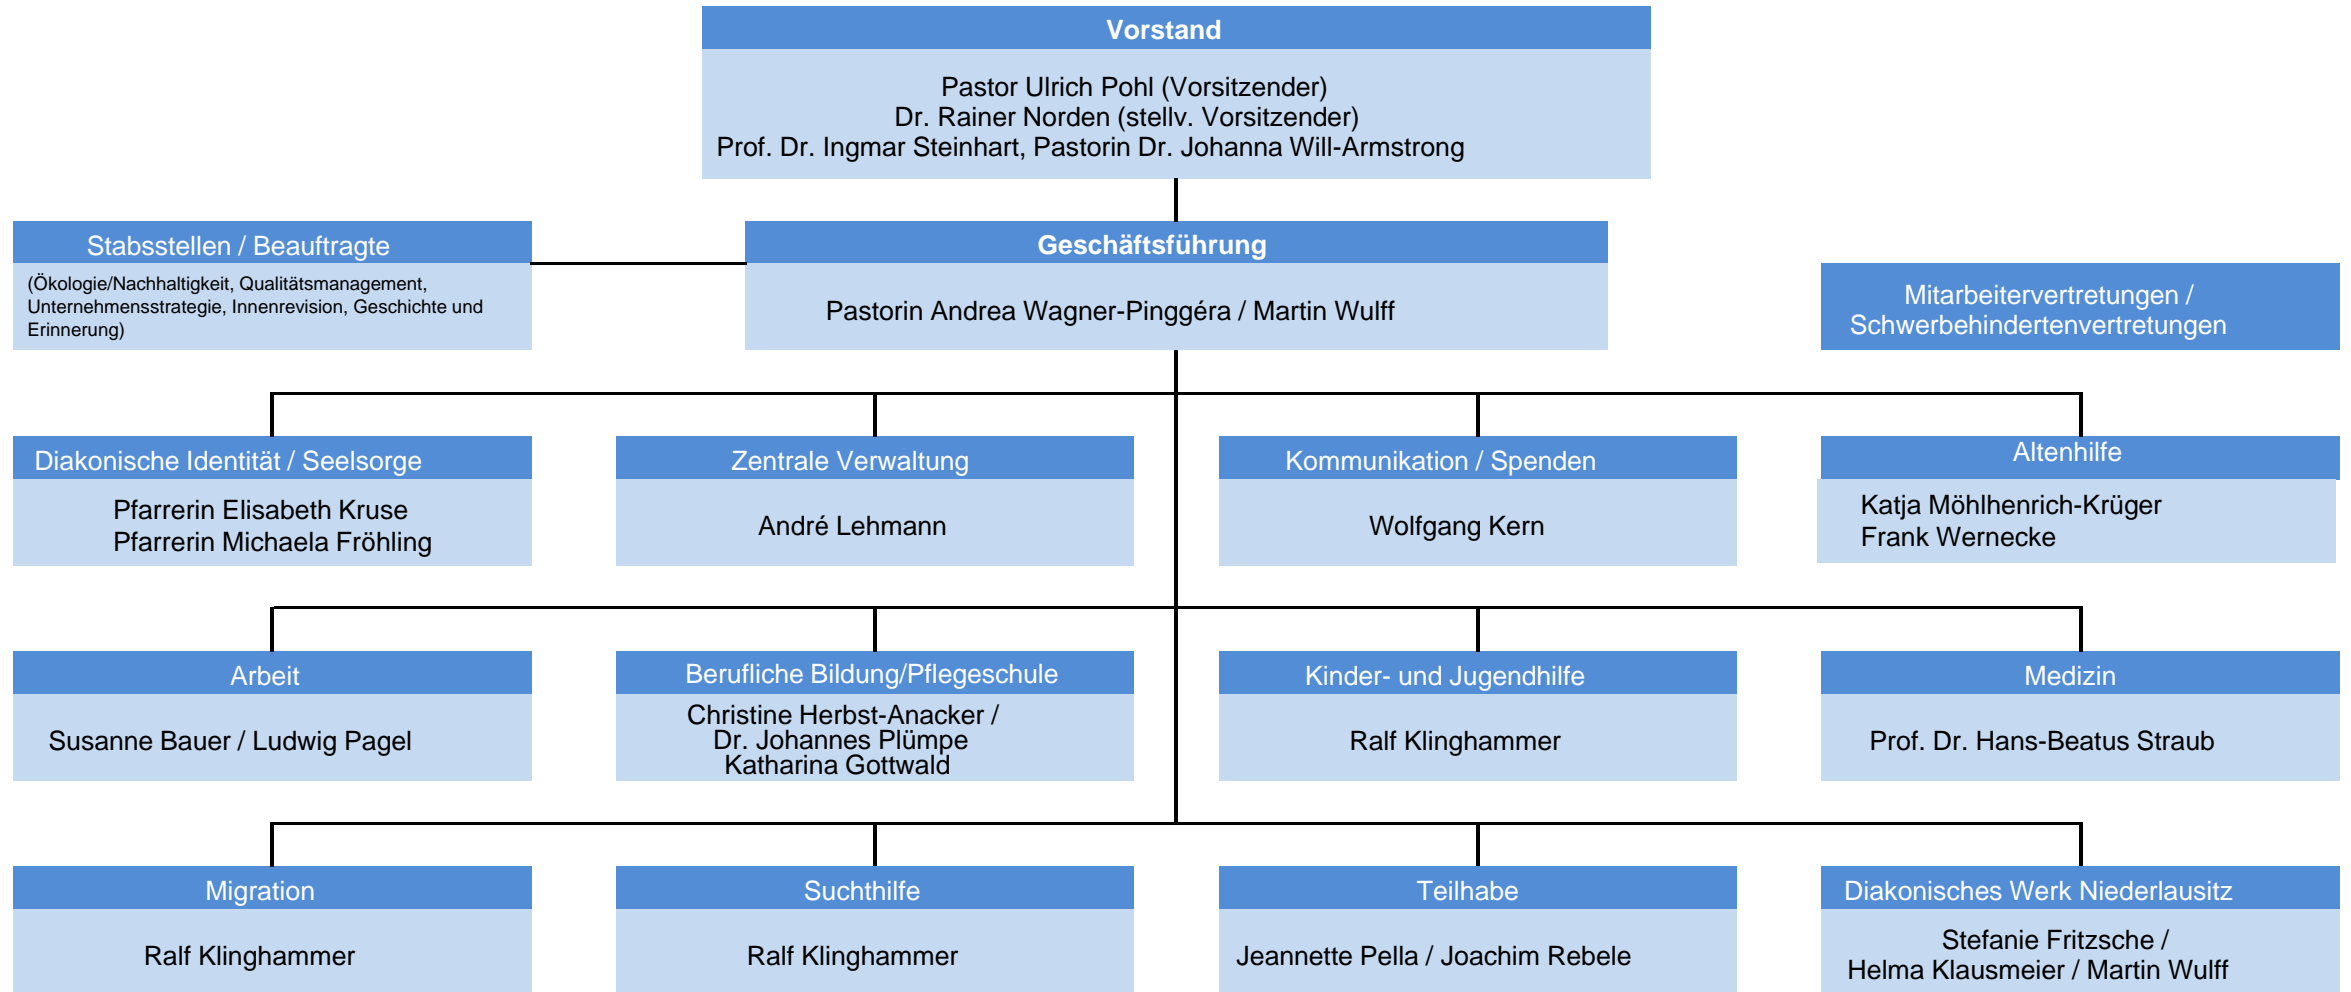 Vorstand
Pastor Ulrich Pohl (Vorsitzender)
Dr. Rainer Norden (stellv. Vorsitzender)
Prof. Dr. Ingmar Steinhart, Pastorin Dr. Johanna Will-Armstrong
Stabsstellen / Beauftragte
(Ökologie/Nachhaltigkeit, Qualitätsmanagement,
Unternehmensstrategie, Innenrevision, Geschichte und
Erinnerung)
Geschäftsführung
Pastorin Andrea Wagner-Pinggéra / Martin Wulff
Mitarbeitervertretungen /
Schwerbehindertenvertretungen
Diakonische Identität / Seelsorge
Pfarrerin Elisabeth Kruse
Pfarrerin Michaela Fröhling
Zentrale Verwaltung
André Lehmann
Kommunikation / Spenden
Wolfgang Kern
Altenhilfe
Katja Möhlhenrich-Krüger
Frank Wernecke
Arbeit
Susanne Bauer / Ludwig Pagel
Berufliche Bildung/Pflegeschule
Christine Herbst-Anacker /
Dr. Johannes Plümpe
Katharina Gottwald
Kinder- und Jugendhilfe
Ralf Klinghammer
Medizin
Prof. Dr. Hans-Beatus Straub
Migration
Ralf Klinghammer
Suchthilfe
Ralf Klinghammer
Teilhabe
Jeannette Pella / Joachim Rebele
Diakonisches Werk Niederlausitz
Stefanie Fritzsche /
Helma Klausmeier / Martin Wulff